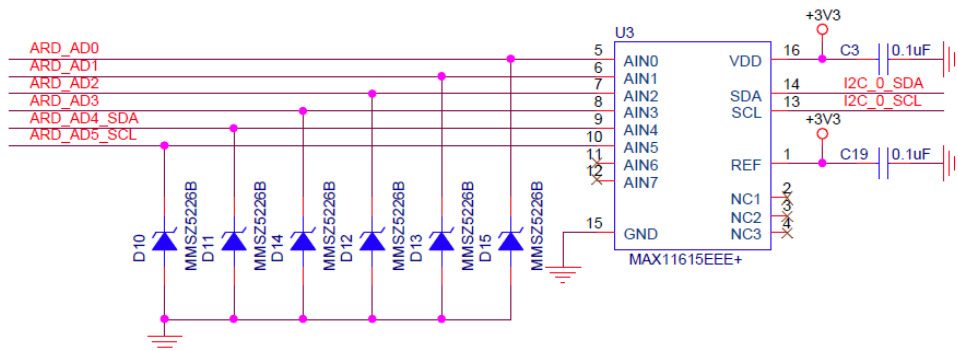 U3
+3V3
ARD_AD0
ARD_AD1
ARD_AD2
ARD_AD3
ARD_AD4_SDA
ARD_AD5_SCL
5 AIN0
6 AIN1
7 AIN2
8 AIN3
9 AIN4
10 AIN5
11 AIN6
12 AIN7
15 GND
VDD 16
SDA 14
SCL 13
REF 1
NC1 2
NC2 3
NC3 4
C3 0.1uF
I2C_0_SDA
I2C_0_SCL
+3V3
C19 0.1uF
MAX11615EEE+
D10 MMSZ5226B
D11 MMSZ5226B
D14 MMSZ5226B
D12 MMSZ5226B
D13 MMSZ5226B
D15 MMSZ5226B